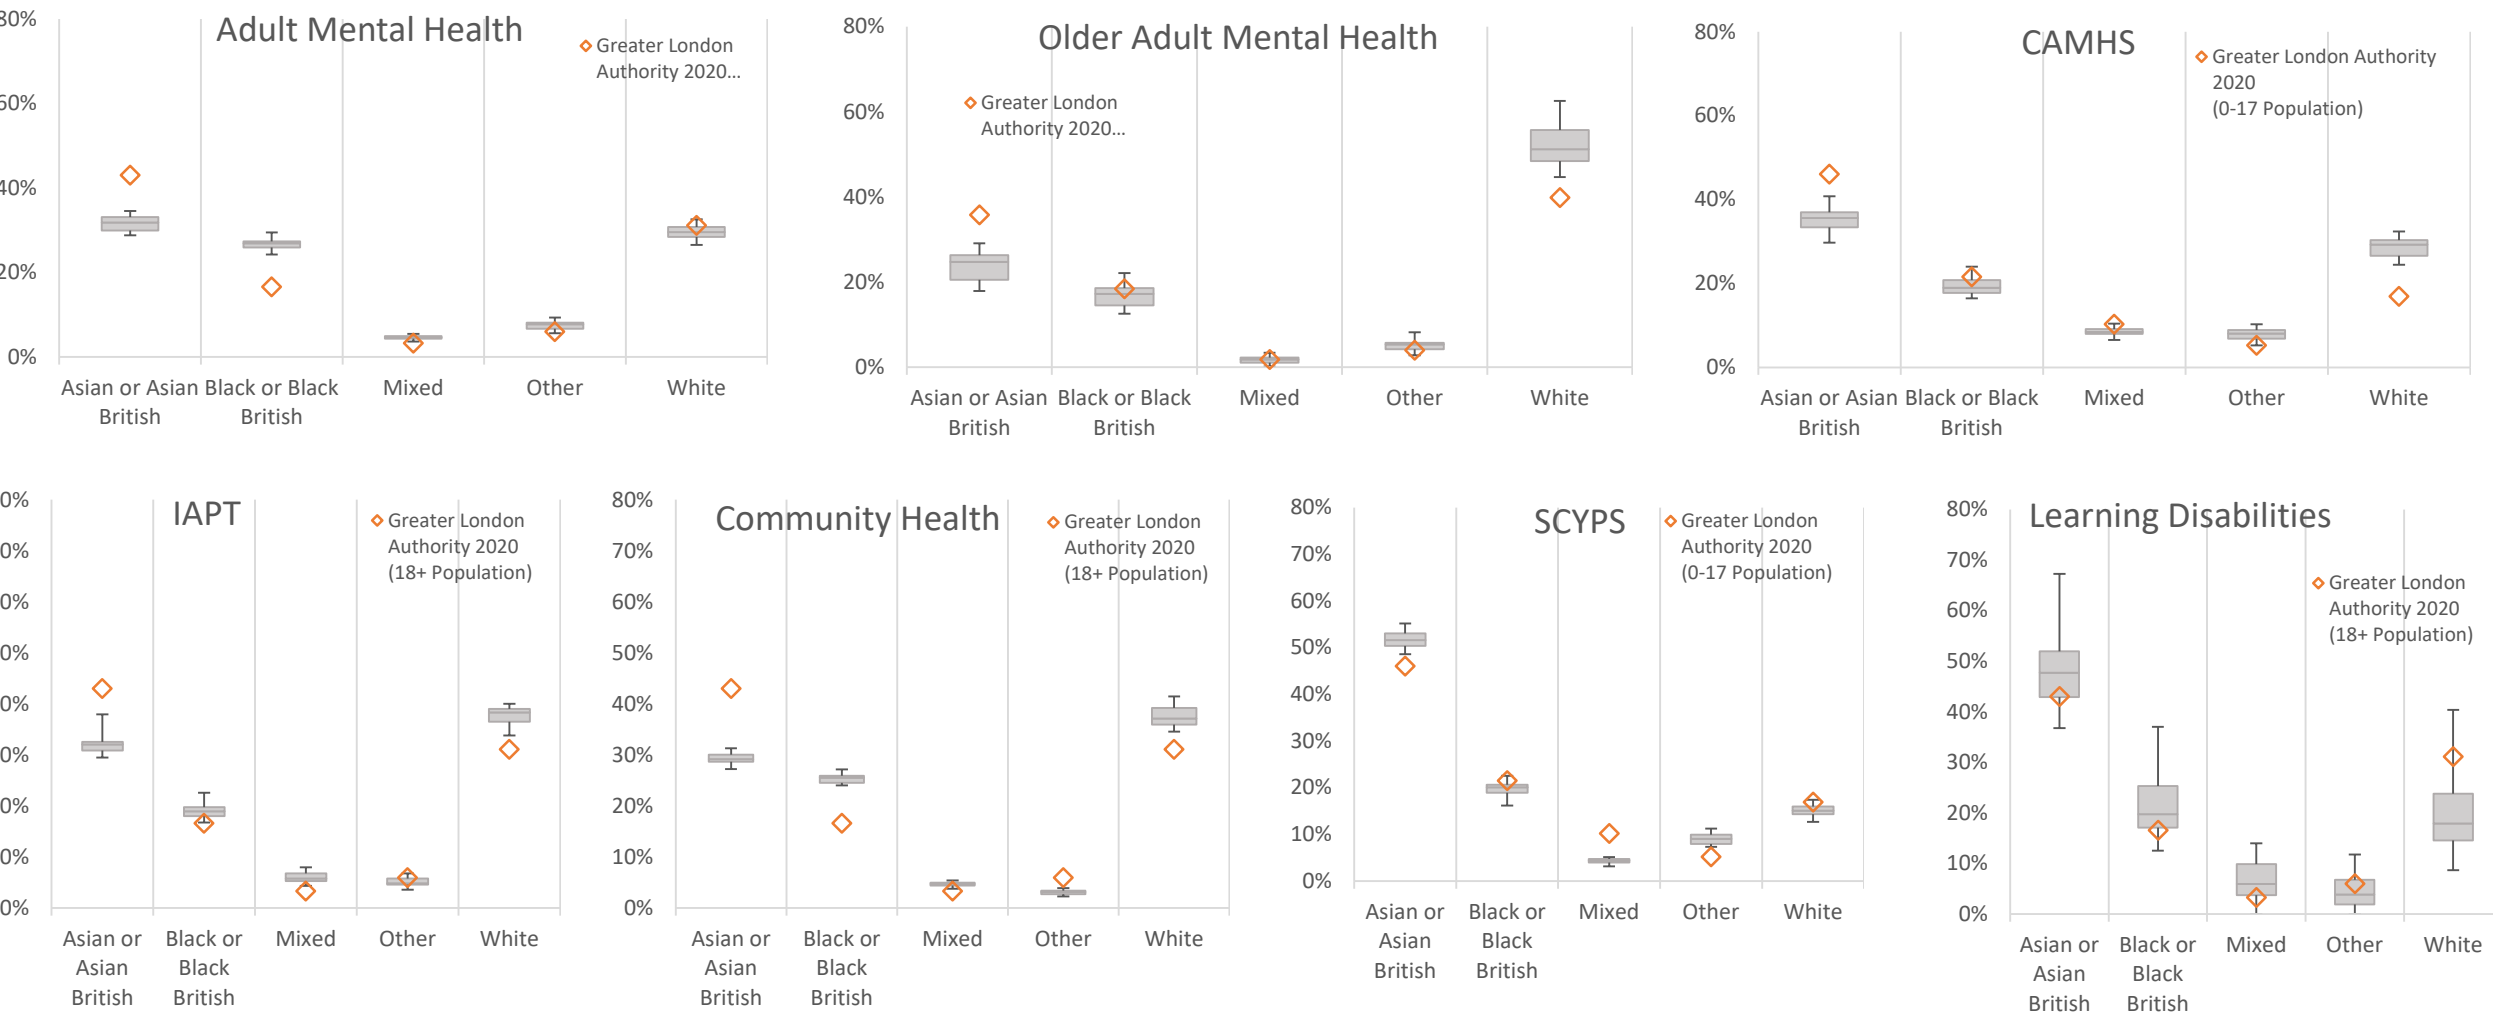 Adult Mental Health
80%
60%
40%
20%
0%
Greater London
Authority 2020...
Asian or Asian Black or Black Mixed Other White
British British
Older Adult Mental Health
80%
60%
40%
20%
0%
Greater London
Authority 2020...
Asian or Asian Black or Black Mixed Other White
British British
CAMHS
80%
60%
40%
20%
0%
Greater London Authority
2020
(0-17 Population)
Asian or Asian Black or Black Mixed Other White
British British
IAPT
0%
0%
0%
0%
0%
0%
0%
0%
0%
Greater London
Authority 2020
(18+ Population)
Asian or Black or Mixed Other White
Asian Black
British British
Community Health
80%
70%
60%
50%
40%
30%
20%
10%
0%
Greater London
Authority 2020
(18+ Population)
Asian or Black or Mixed Other White
Asian Black
British British
SCYPS
80%
70%
60%
50%
40%
30%
20%
10%
0%
Greater London
Authority 2020
(0-17 Population)
Asian or Black or Mixed Other White
Asian Black
British British
Learning Disabilities
80%
70%
60%
50%
40%
30%
20%
10%
0%
Greater London
Authority 2020
(18+ Population)
Asian or Black or Mixed Other White
Asian Black
British British